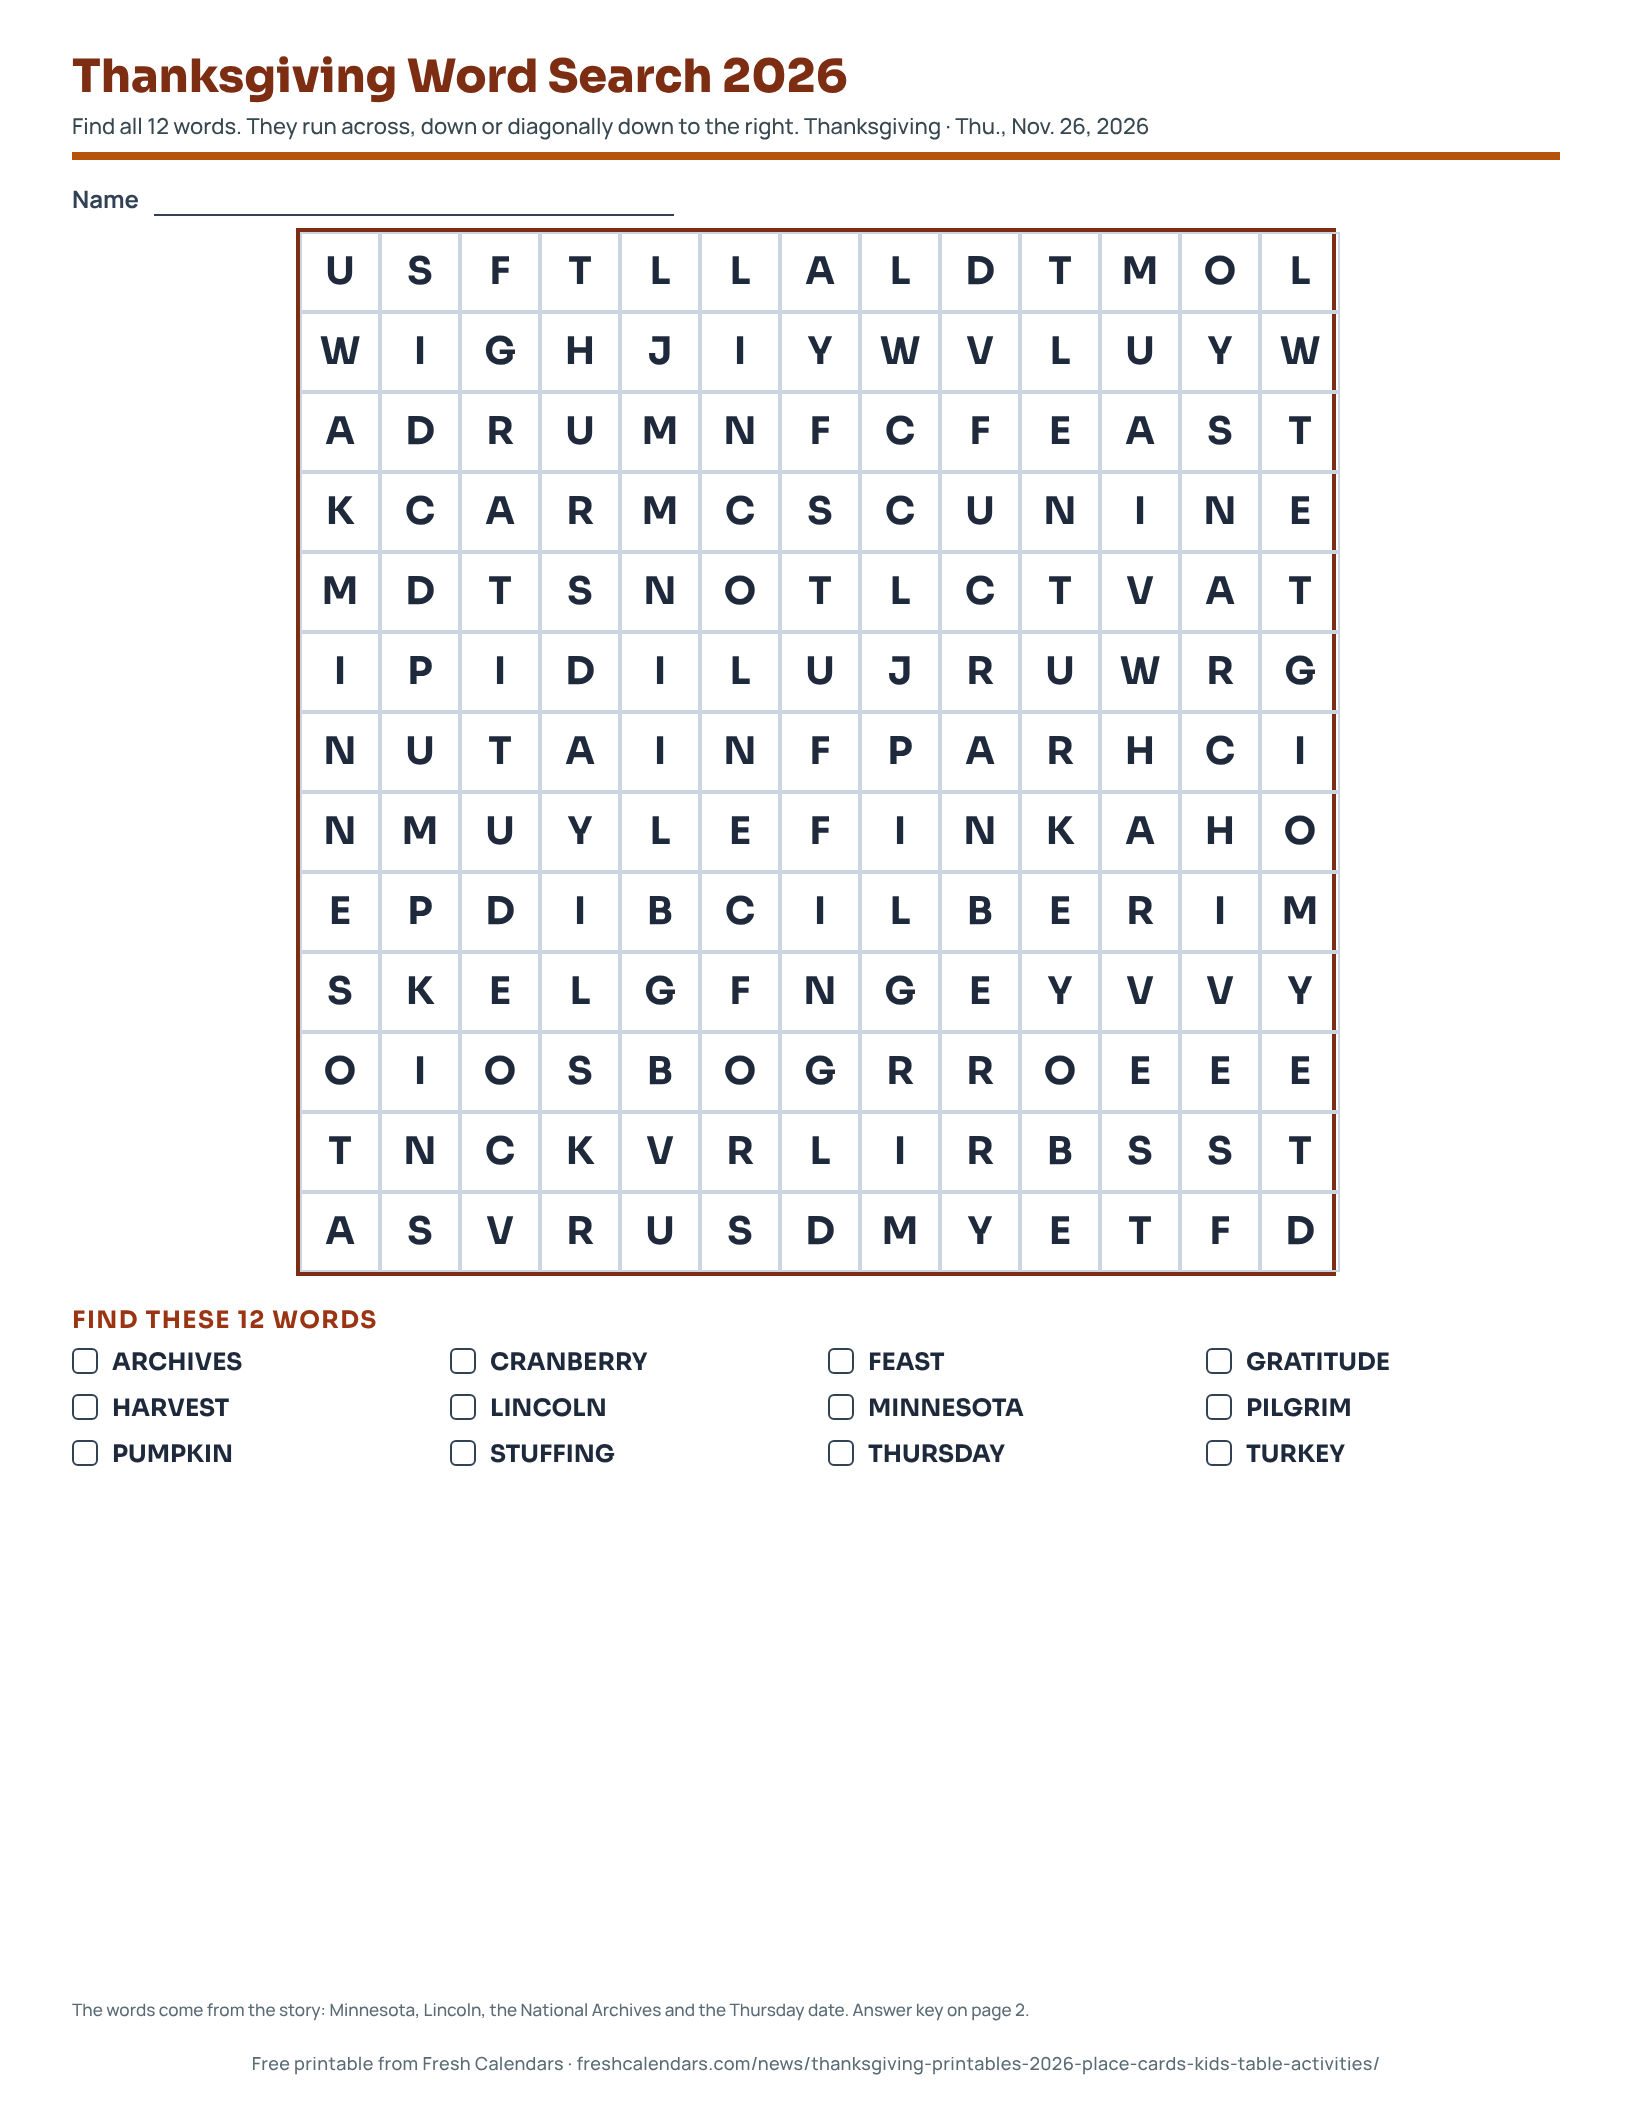 Thanksgiving Word Search 2026
Find all 12 words. They run across, down or diagonally down to the right. Thanksgiving · Thu., Nov. 26, 2026
Name
U S F T L L A L D T M O L
W I G H J I Y W V L U Y W
A D R U M N F C F E A S T
K C A R M C S C U N I N E
M D T S N O T L C T V A T
I P I D I L U J R U W R G
N U T A I N F P A R H C I
N M U Y L E F I N K A H O
E P D I B C I L B E R I M
S K E L G F N G E Y V V Y
O I O S B O G R R O E E E
T N C K V R L I R B S S T
A S V R U S D M Y E T F D
FIND THESE 12 WORDS
ARCHIVES CRANBERRY FEAST GRATITUDE
HARVEST LINCOLN MINNESOTA PILGRIM
PUMPKIN STUFFING THURSDAY TURKEY
The words come from the story: Minnesota, Lincoln, the National Archives and the Thursday date. Answer key on page 2.
Free printable from Fresh Calendars · freshcalendars.com/news/thanksgiving-printables-2026-place-cards-kids-table-activities/